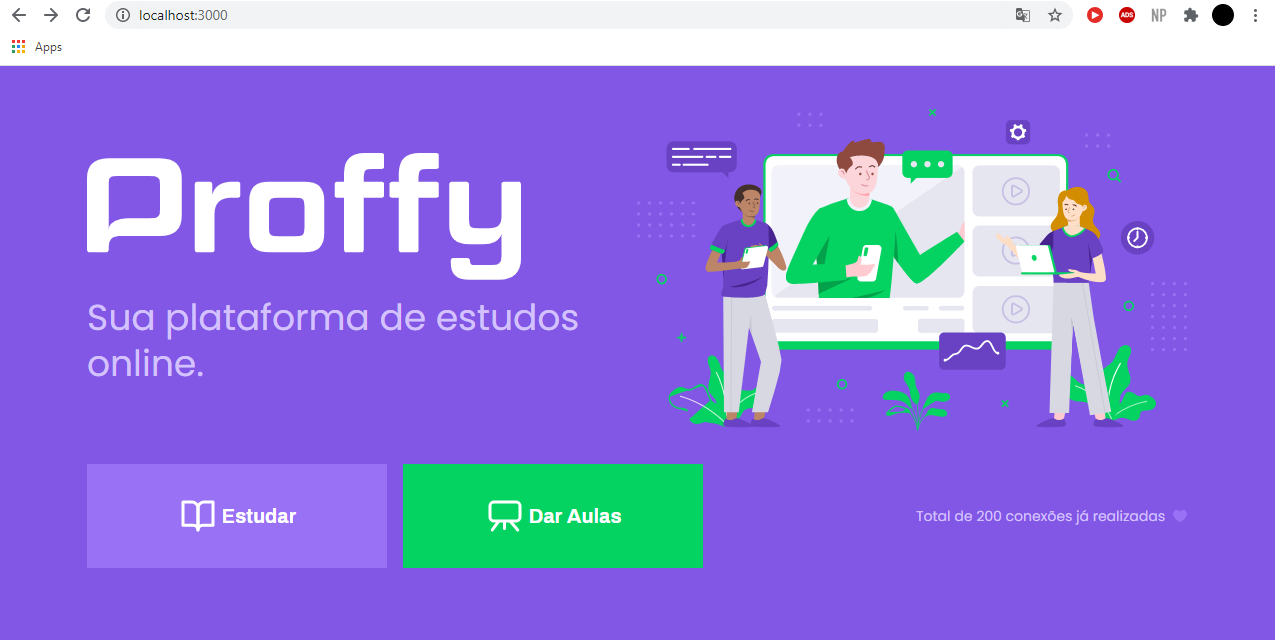 localhost:3000
ADS
NP
Apps
Proffy
Sua plataforma de estudos
online.
Estudar
Dar Aulas
Total de 200 conexões já realizadas